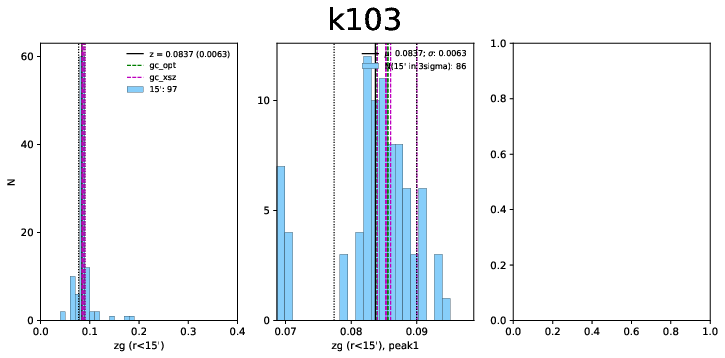 k103
z = 0.0837 (0.0063)
gc_opt
gc_xsz
15': 97
N
0
20
40
60
0.0 0.1 0.2 0.3 0.4
zg (r<15')
0.0837; σ: 0.0063
(15' in 3sigma): 86
0
5
10
0.07 0.08 0.09
zg (r<15'), peak1
1.0
0.8
0.6
0.4
0.2
0.0
0.0 0.2 0.4 0.6 0.8 1.0